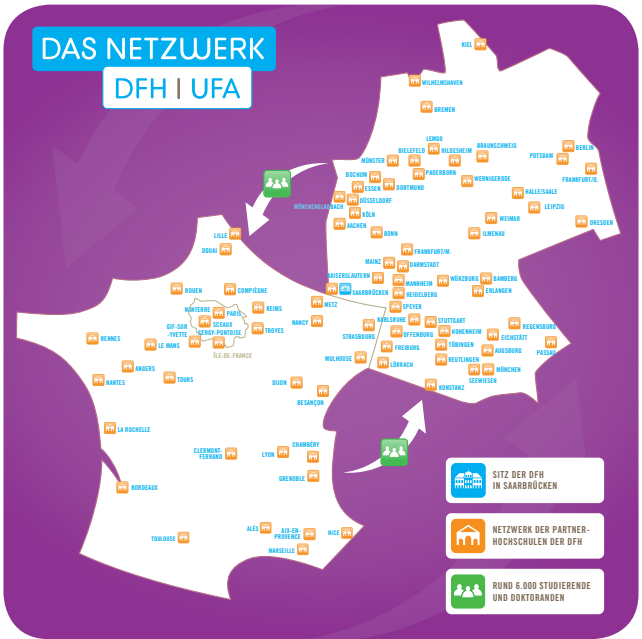 DAS NETZWERK
DFH | UFA
KIEL
WILHELMSHAVEN
BREMEN
LEMGO
BIELEFELD
HILDESHEIM
BRAUNSCHWEIG
BERLIN
POTSDAM
FRANKFURT/O.
MÜNSTER
PADERBORN
BOCHUM
ESSEN
DORTMUND
WERNIGERODE
HALLE/SAALE
LEIPZIG
MÖNCHENGLADBACH
DÜSSELDORF
KÖLN
AACHEN
BONN
WEIMAR
ILMENAU
DRESDEN
FRANKFURT/M.
MAINZ
DARMSTADT
KAISERSLAUTERN
SAARBRÜCKEN
MANNHEIM
HEIDELBERG
WÜRZBURG
BAMBERG
ERLANGEN
SPEYER
KARLSRUHE
STUTTGART
OFFENBURG
HOHENHEIM
REGENSBURG
EICHSTÄTT
PASSAU
STRASBOURG
FREIBURG
TÜBINGEN
AUGSBURG
MULHOUSE
LÖRRACH
REUTLINGEN
MÜNCHEN
SEEWIESEN
KONSTANZ
LILLE
DOUAI
ROUEN
COMPIÈGNE
METZ
NANTERRE
PARIS
REIMS
SCEAUX
CERGY-PONTOISE
TROYES
NANCY
GIF-SUR
-YVETTE
ÎLE-DE-FRANCE
RENNES
LE MANS
ANGERS
TOURS
NANTES
DIJON
BESANÇON
LA ROCHELLE
CLERMONT-
FERRAND
LYON
CHAMBÉRY
GRENOBLE
BORDEAUX
TOULOUSE
ALÈS
AIX-EN-
PROVENCE
NICE
MARSEILLE
SITZ DER DFH
IN SAARBRÜCKEN
NETZWERK DER PARTNER-
HOCHSCHULEN DER DFH
RUND 6.000 STUDIERENDE
UND DOKTORANDEN